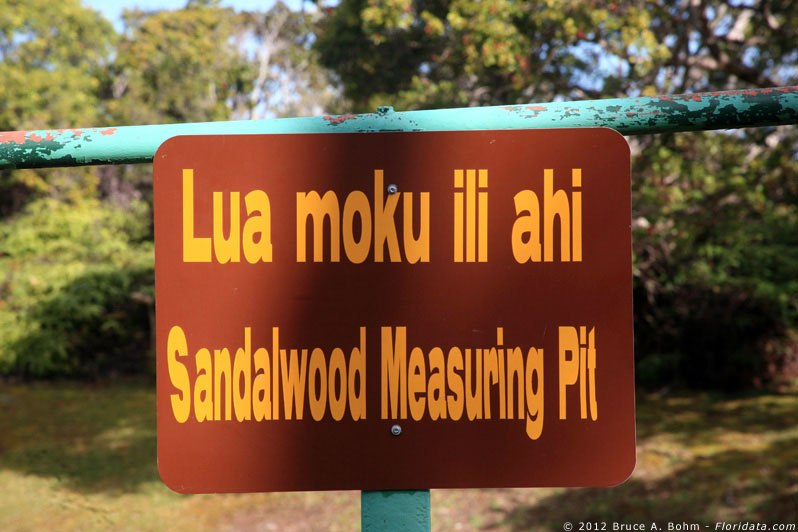 Lua moku ili ahi
Sandalwood Measuring Pit
© 2012 Bruce A. Bohm - Floridata.com